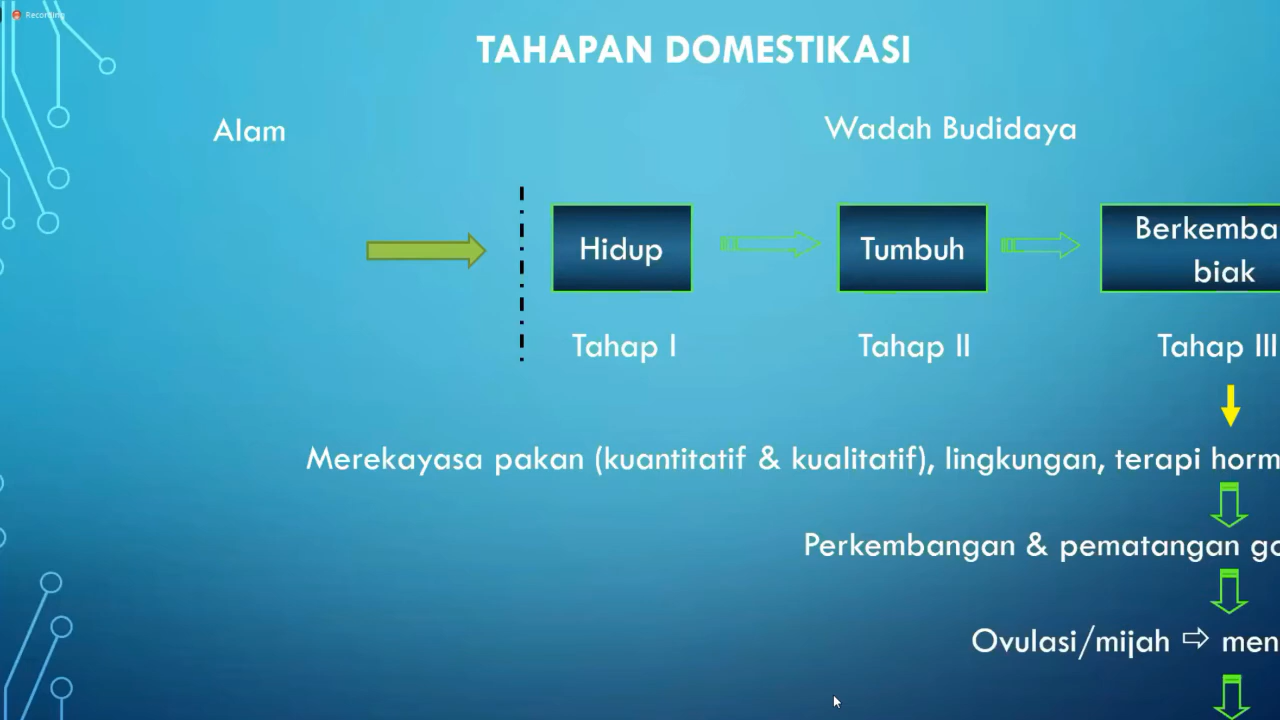 Recording
TAHAPAN DOMESTIKASI
Alam
Wadah Budidaya
Hidup
Tumbuh
Berkemba
biak
Tahap I
Tahap II
Tahap III
Merekayasa pakan (kuantitatif & kualitatif), lingkungan, terapi horm
Perkembangan & pematangan go
Ovulasi/mijah ⇨ men